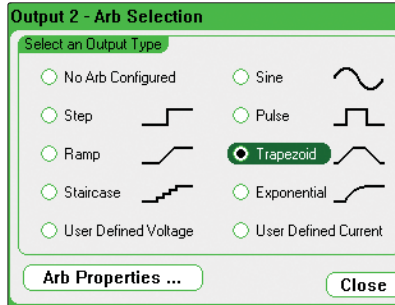 Output 2 - Arb Selection
Select an Output Type
No Arb Configured
Sine
Step
Pulse
Ramp
Trapezoid
Staircase
Exponential
User Defined Voltage
User Defined Current
Arb Properties ...
Close